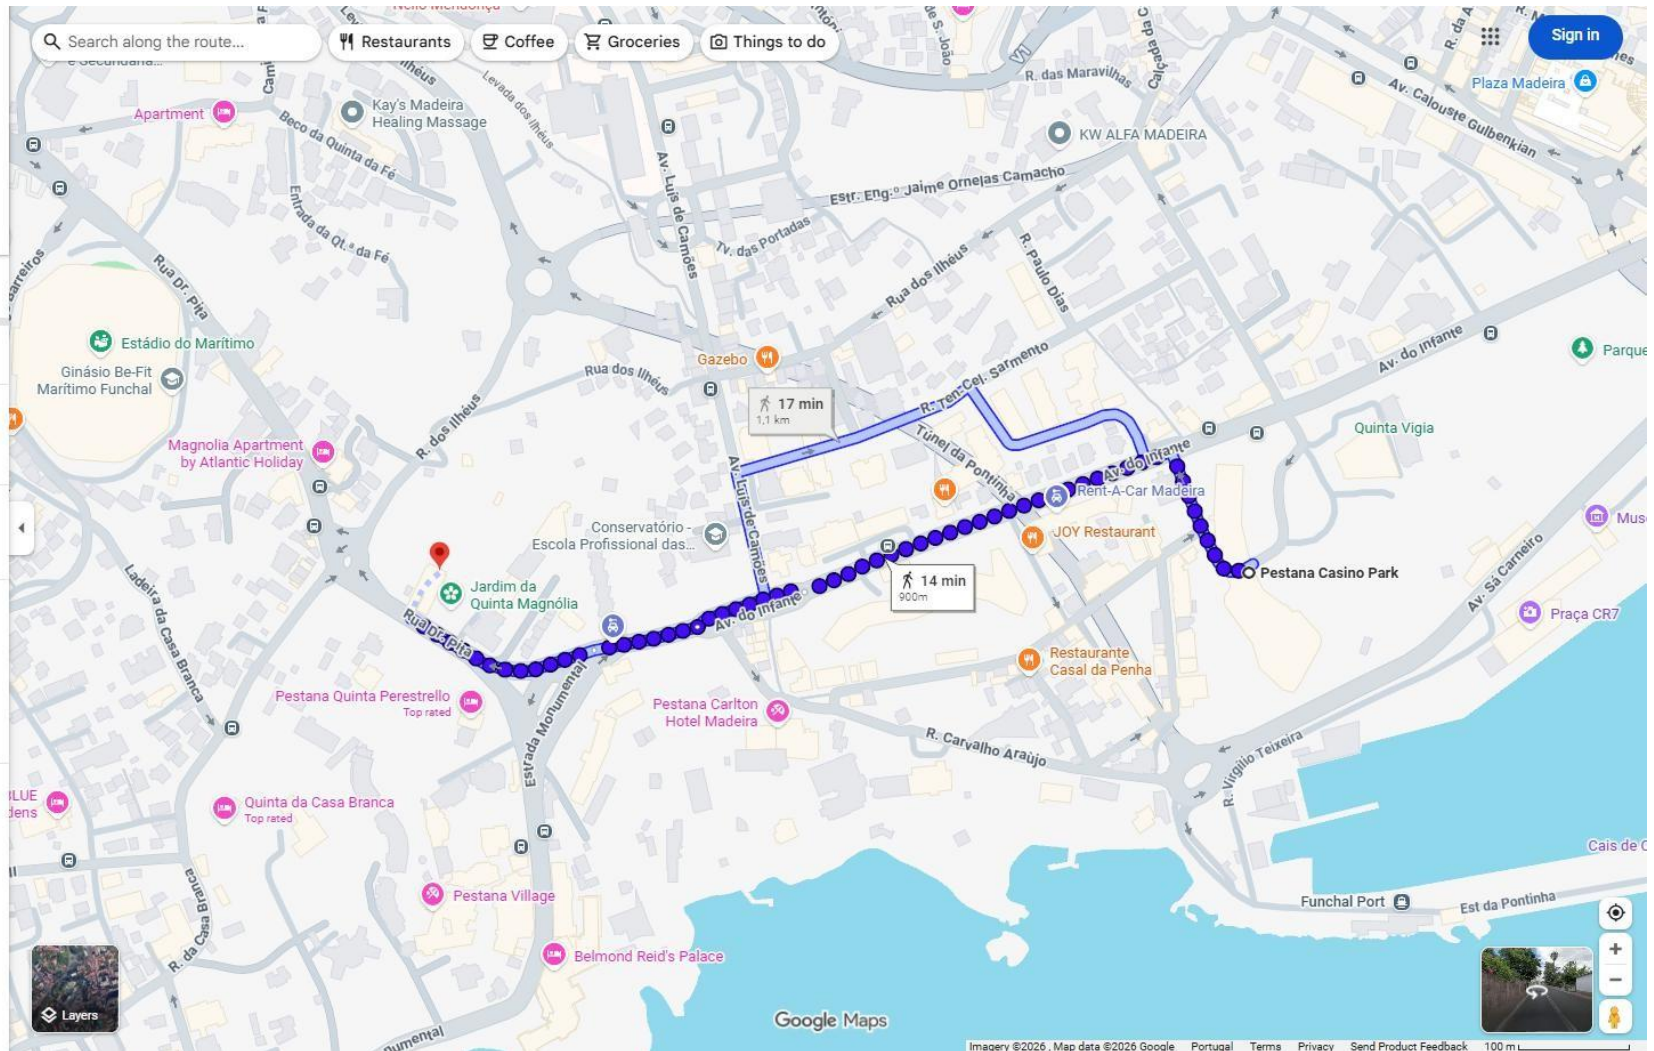 Nello Mendonça
Search along the route...
Restaurants
Coffee
Groceries
Things to do
Sign in
e Secundária...
V1
R. das Maravilhas
Plaza Madeira
Av. Calouste Gulbenkian
Apartment
Kay's Madeira
Healing Massage
Levada dos Ilhéus
Beco da Quinta da Fé
KW ALFA MADEIRA
Av. Luís de Camões
Estr. Eng.º Jaime Ornelas Camacho
Entrada da Qt.ª da Fé
Tv. das Portadas
R. Paulo Dias
Rua dos Ilhéus
Rua Dr. Pita
Estádio do Marítimo
Ginásio Be-Fit
Marítimo Funchal
Gazebo
Rua dos Ilhéus
R. Ten.Cel. Sarmento
Av. do Infante
Parque
17 min
1,1 km
R. dos Ilhéus
Magnolia Apartment
by Atlantic Holiday
Túnel da Pontinha
Quinta Vigia
Av. do Infante
Av. Luís de Camões
Rent-A-Car Madeira
Conservatório -
Escola Profissional das...
JOY Restaurant
Av. Sá Carneiro
Jardim da
Quinta Magnólia
14 min
900m
Pestana Casino Park
Ladeira da Casa Branca
Rua Dr. Pita
Av. do Infante
Praça CR7
Restaurante
Casal da Penha
Pestana Quinta Perestrello
Top rated
Pestana Carlton
Hotel Madeira
Estrada Monumental
R. Carvalho Araújo
R. Virgílio Teixeira
Quinta da Casa Branca
Top rated
Cais de C
Pestana Village
R. da Casa Branca
Funchal Port
Est da Pontinha
Belmond Reid's Palace
Layers
Google Maps
Imagery ©2026 , Map data ©2026 Google
Portugal
Terms
Privacy
Send Product Feedback
100 m